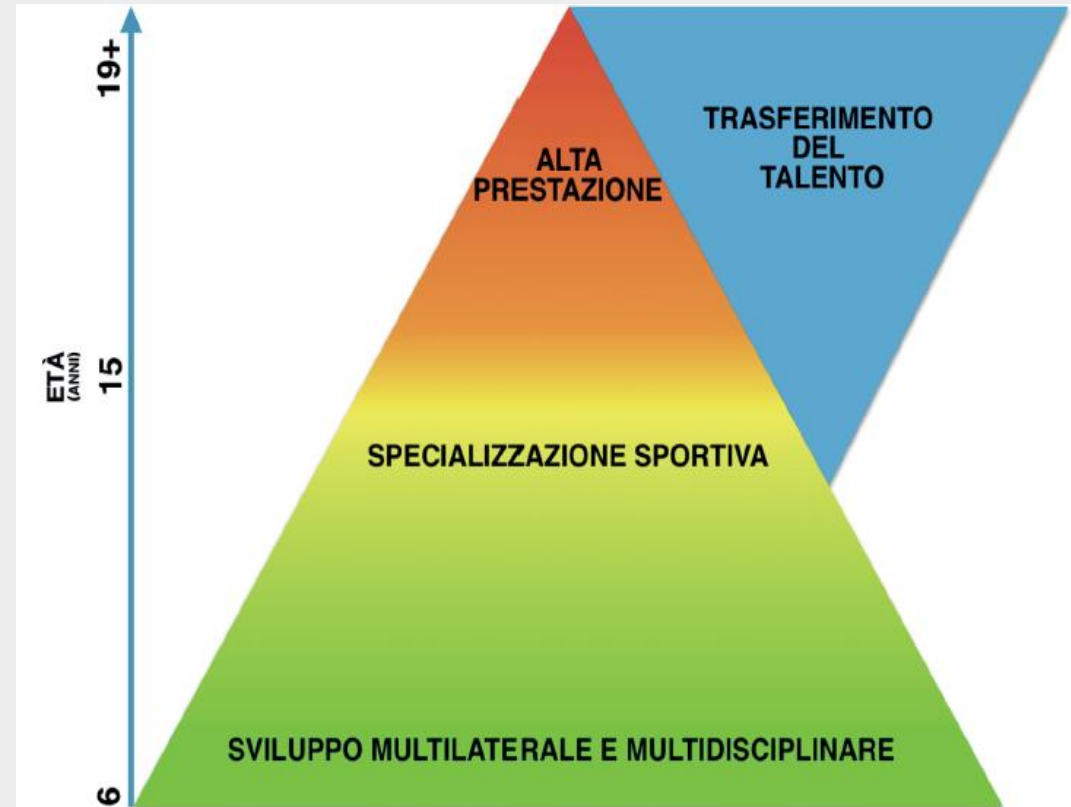 19+
15
6
ETÀ
(ANNI)
ALTA
PRESTAZIONE
TRASFERIMENTO
DEL
TALENTO
SPECIALIZZAZIONE SPORTIVA
SVILUPPO MULTILATERALE E MULTIDISCIPLINARE